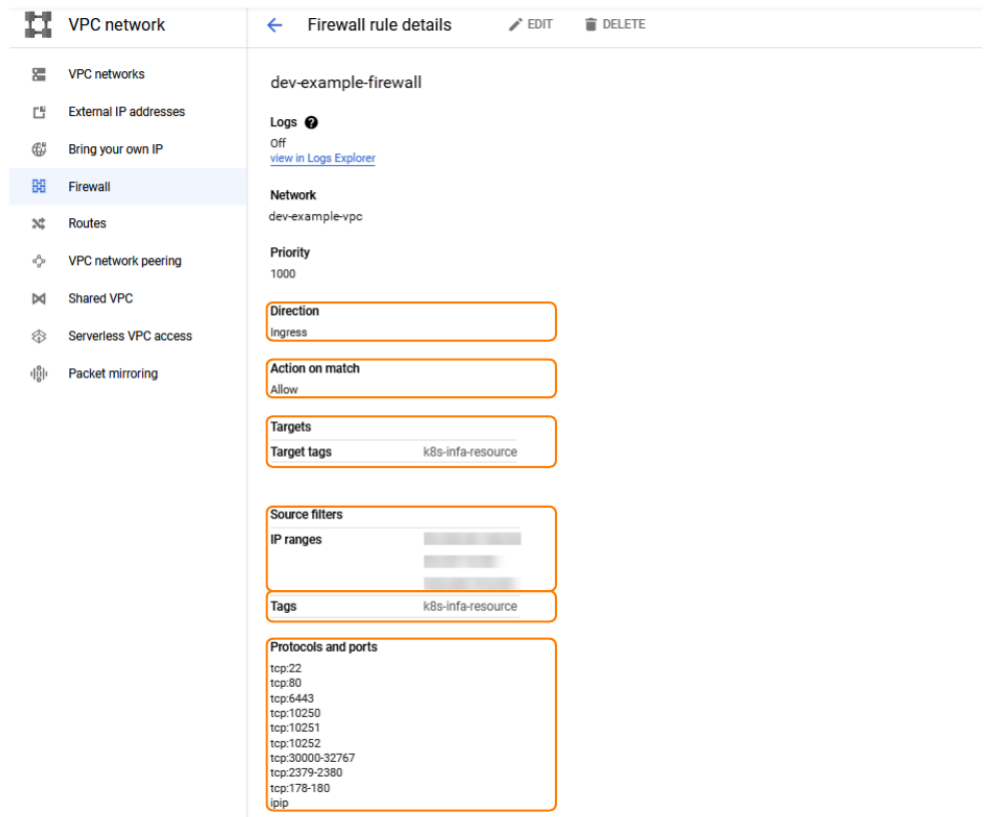 VPC network
Firewall rule details
EDIT
DELETE
VPC networks
External IP addresses
Bring your own IP
Firewall
Routes
VPC network peering
Shared VPC
Serverless VPC access
Packet mirroring
dev-example-firewall
Logs
Off
view in Logs Explorer
Network
dev-example-vpc
Priority
1000
Direction
Ingress
Action on match
Allow
Targets
Target tags k8s-infa-resource
Source filters
IP ranges
Tags k8s-infa-resource
Protocols and ports
tcp:22
tcp:80
tcp:6443
tcp:10250
tcp:10251
tcp:10252
tcp:30000-32767
tcp:2379-2380
tcp:178-180
ipip